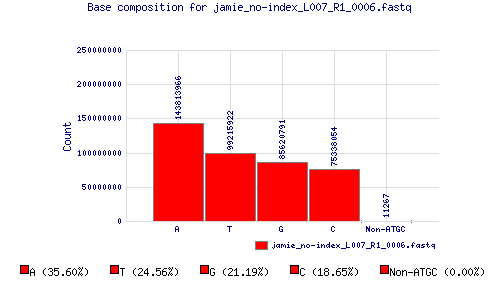 Base composition for jamie_no-index_L007_R1_0006.fastq
250000000
200000000
150000000
100000000
50000000
0
Count
143813966
99215922
85620791
75338054
11267
A T G C Non-ATGC
jamie_no-index_L007_R1_0006.fastq
A (35.60%) T (24.56%) G (21.19%) C (18.65%) Non-ATGC (0.00%)